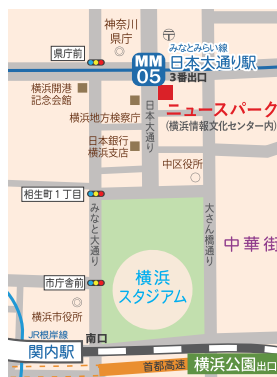 神奈川
県庁
〒
みなとみらい線
日本大通り駅
県庁前
MM
05
3番出口
横浜開港
記念会館
ニュースパーク
(横浜情報文化センター内)
横浜地方検察庁
日本大通り
日本銀行
横浜支店
中区役所
相生町1丁目
みなと大通り
大さん橋通り
中華街
市庁舎前
横浜
スタジアム
横浜市役所
JR根岸線
南口
関内駅
首都高速
横浜公園出口